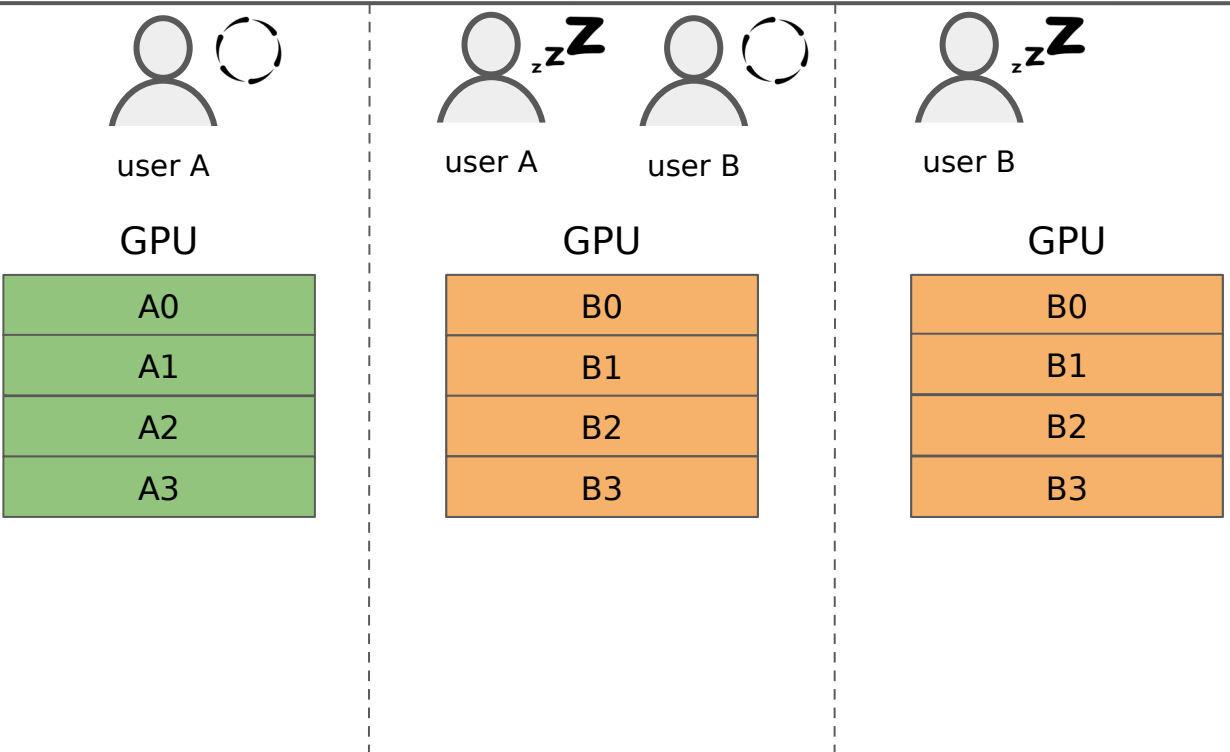 z z Z
user A
GPU
A0
A1
A2
A3
z z Z
user A
user B
GPU
B0
B1
B2
B3
user B
GPU
B0
B1
B2
B3